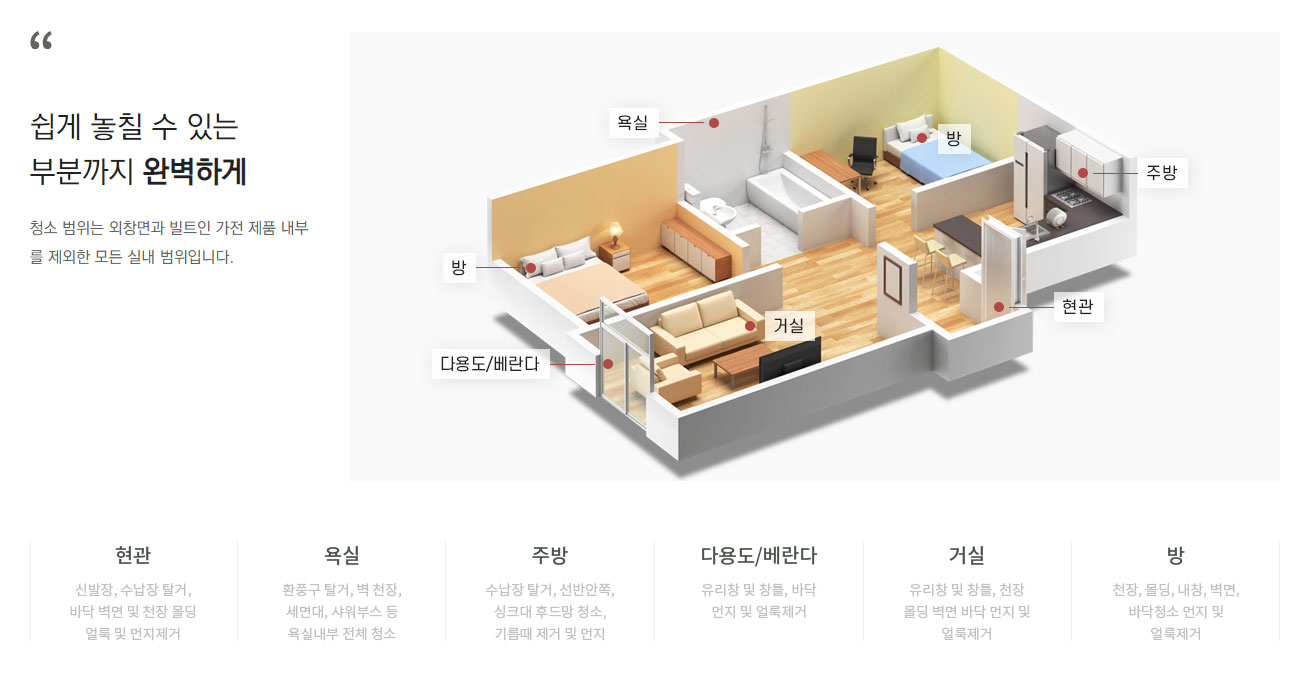 “
쉽게 놓칠 수 있는
부분까지 완벽하게
청소 범위는 외창면과 빌트인 가전 제품 내부
를 제외한 모든 실내 범위입니다.
욕실
방
주방
방
현관
거실
다용도/베란다
현관
신발장, 수납장 탈거,
바닥 벽면 및 천장 몰딩
얼룩 및 먼지제거
욕실
환풍구 탈거, 벽 천장,
세면대, 샤워부스 등
욕실내부 전체 청소
주방
수납장 탈거, 선반안쪽,
싱크대 후드망 청소,
기름때 제거 및 먼지
다용도/베란다
유리창 및 창틀, 바닥
먼지 및 얼룩제거
거실
유리창 및 창틀, 천장
몰딩 벽면 바닥 먼지 및
얼룩제거
방
천장, 몰딩, 내창, 벽면,
바닥청소 먼지 및
얼룩제거